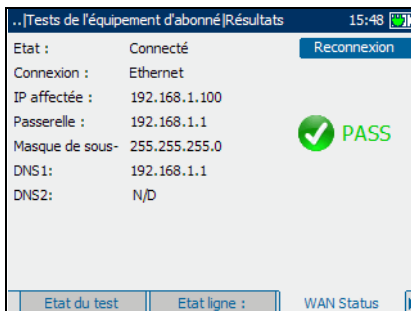 ..|Tests de l'équipement d'abonné|Résultats 15:48
Etat : Connecté Reconnexion
Connexion : Ethernet
IP affectée : 192.168.1.100
Passerelle : 192.168.1.1
PASS
Masque de sous- 255.255.255.0
DNS1: 192.168.1.1
DNS2: N/D
Etat du test Etat ligne : WAN Status